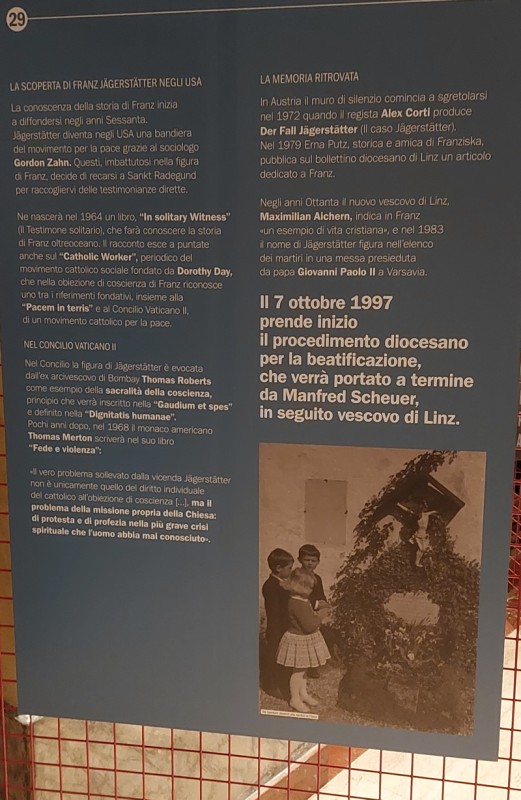 29
LA SCOPERTA DI FRANZ JÄGERSTÄTTER NEGLI USA
La conoscenza della storia di Franz inizia
a diffondersi negli anni Sessanta.
Jägerstätter diventa negli USA una bandiera
del movimento per la pace grazie al sociologo
Gordon Zahn. Questi, imbattutosi nella figura
di Franz, decide di recarsi a Sankt Radegund
per raccogliervi delle testimonianze dirette.
Ne nascerà nel 1964 un libro, "In solitary Witness"
(Il Testimone solitario), che farà conoscere la storia
di Franz oltreoceano. Il racconto esce a puntate
anche sul "Catholic Worker", periodico del
movimento cattolico sociale fondato da Dorothy Day,
che nella obiezione di coscienza di Franz riconosce
uno tra i riferimenti fondativi, insieme alla
"Pacem in terris" e al Concilio Vaticano II,
di un movimento cattolico per la pace.
NEL CONCILIO VATICANO II
Nel Concilio la figura di Jägerstätter è evocata
dall'ex arcivescovo di Bombay Thomas Roberts
come esempio della sacralità della coscienza,
principio che verrà inscritto nella "Gaudium et spes"
e definito nella "Dignitatis humanae".
Pochi anni dopo, nel 1968 il monaco americano
Thomas Merton scriverà nel suo libro
"Fede e violenza":
«Il vero problema sollevato dalla vicenda Jägerstätter
non è unicamente quello del diritto individuale
del cattolico all'obiezione di coscienza [...], ma il
problema della missione propria della Chiesa:
di protesta e di profezia nella più grave crisi
spirituale che l'uomo abbia mai conosciuto».
LA MEMORIA RITROVATA
In Austria il muro di silenzio comincia a sgretolarsi
nel 1972 quando il regista Alex Corti produce
Der Fall Jägerstätter (Il caso Jägerstätter).
Nel 1979 Erna Putz, storica e amica di Franziska,
pubblica sul bollettino diocesano di Linz un articolo
dedicato a Franz.
Negli anni Ottanta il nuovo vescovo di Linz,
Maximilian Aichern, indica in Franz
«un esempio di vita cristiana», e nel 1983
il nome di Jägerstätter figura nell'elenco
dei martiri in una messa presieduta
da papa Giovanni Paolo II a Varsavia.
Il 7 ottobre 1997
prende inizio
il procedimento diocesano
per la beatificazione,
che verrà portato a termine
da Manfred Scheuer,
in seguito vescovo di Linz.